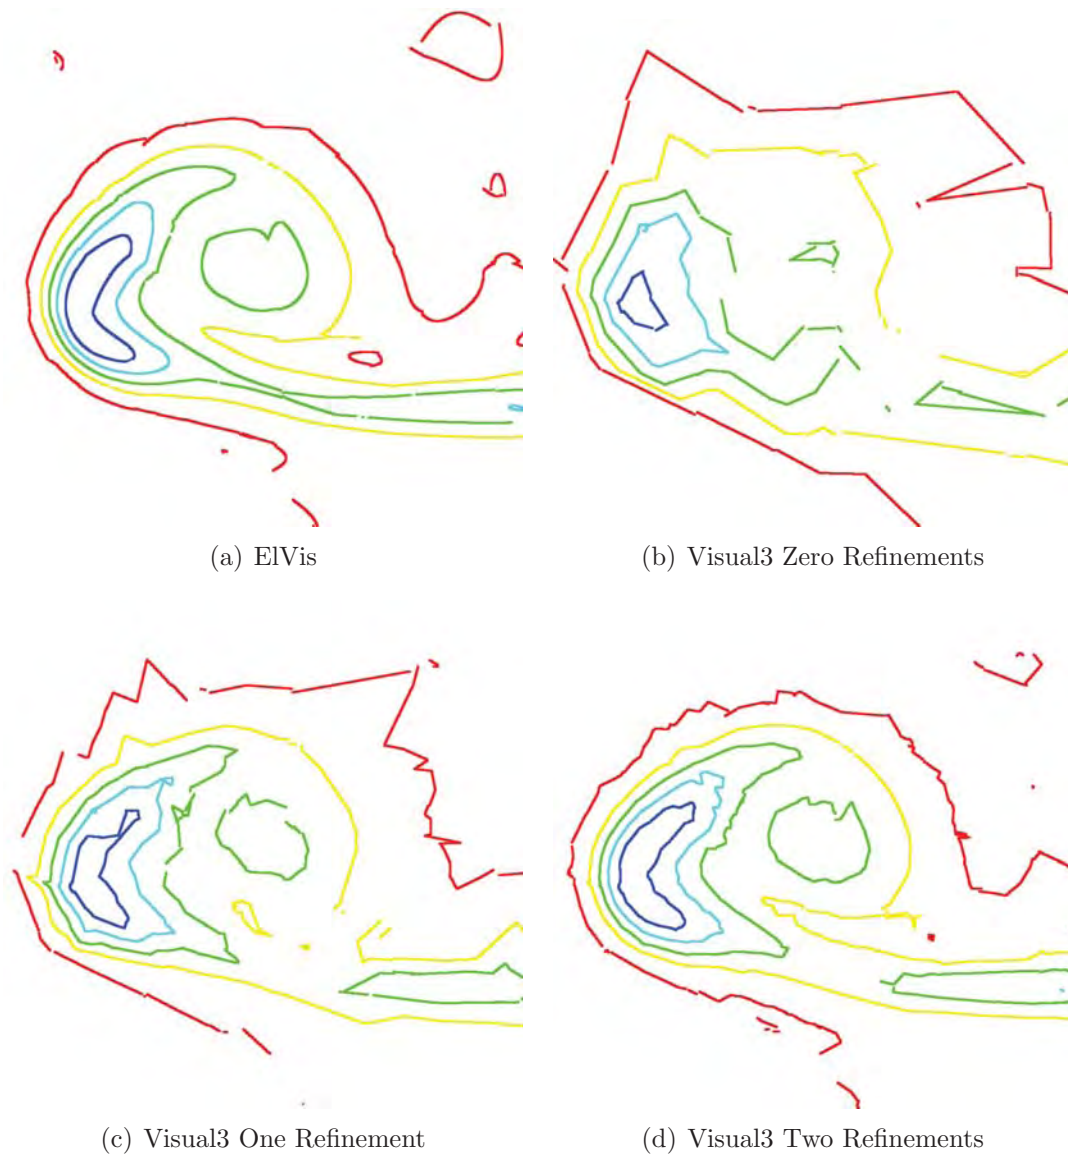 (a) ElVis
(b) Visual3 Zero Refinements
(c) Visual3 One Refinement
(d) Visual3 Two Refinements